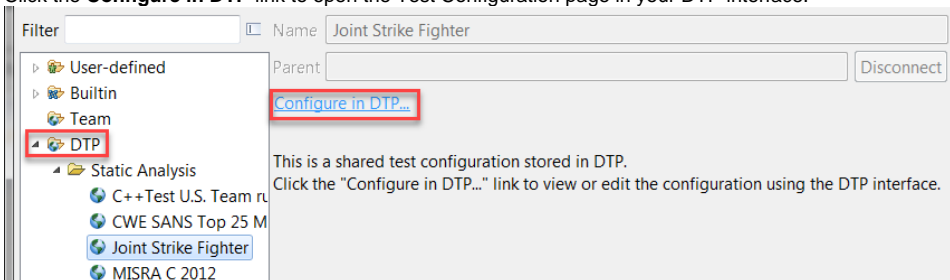 Click the Configure in DTP link to open the Test Configuration page in your DTP interface.
Filter
Name Joint Strike Fighter
User-defined
Parent Disconnect
Builtin
Configure in DTP...
Team
DTP
Static Analysis
This is a shared test configuration stored in DTP.
Click the "Configure in DTP..." link to view or edit the configuration using the DTP interface.
C++Test U.S. Team ru
CWE SANS Top 25 M
Joint Strike Fighter
MISRA C 2012